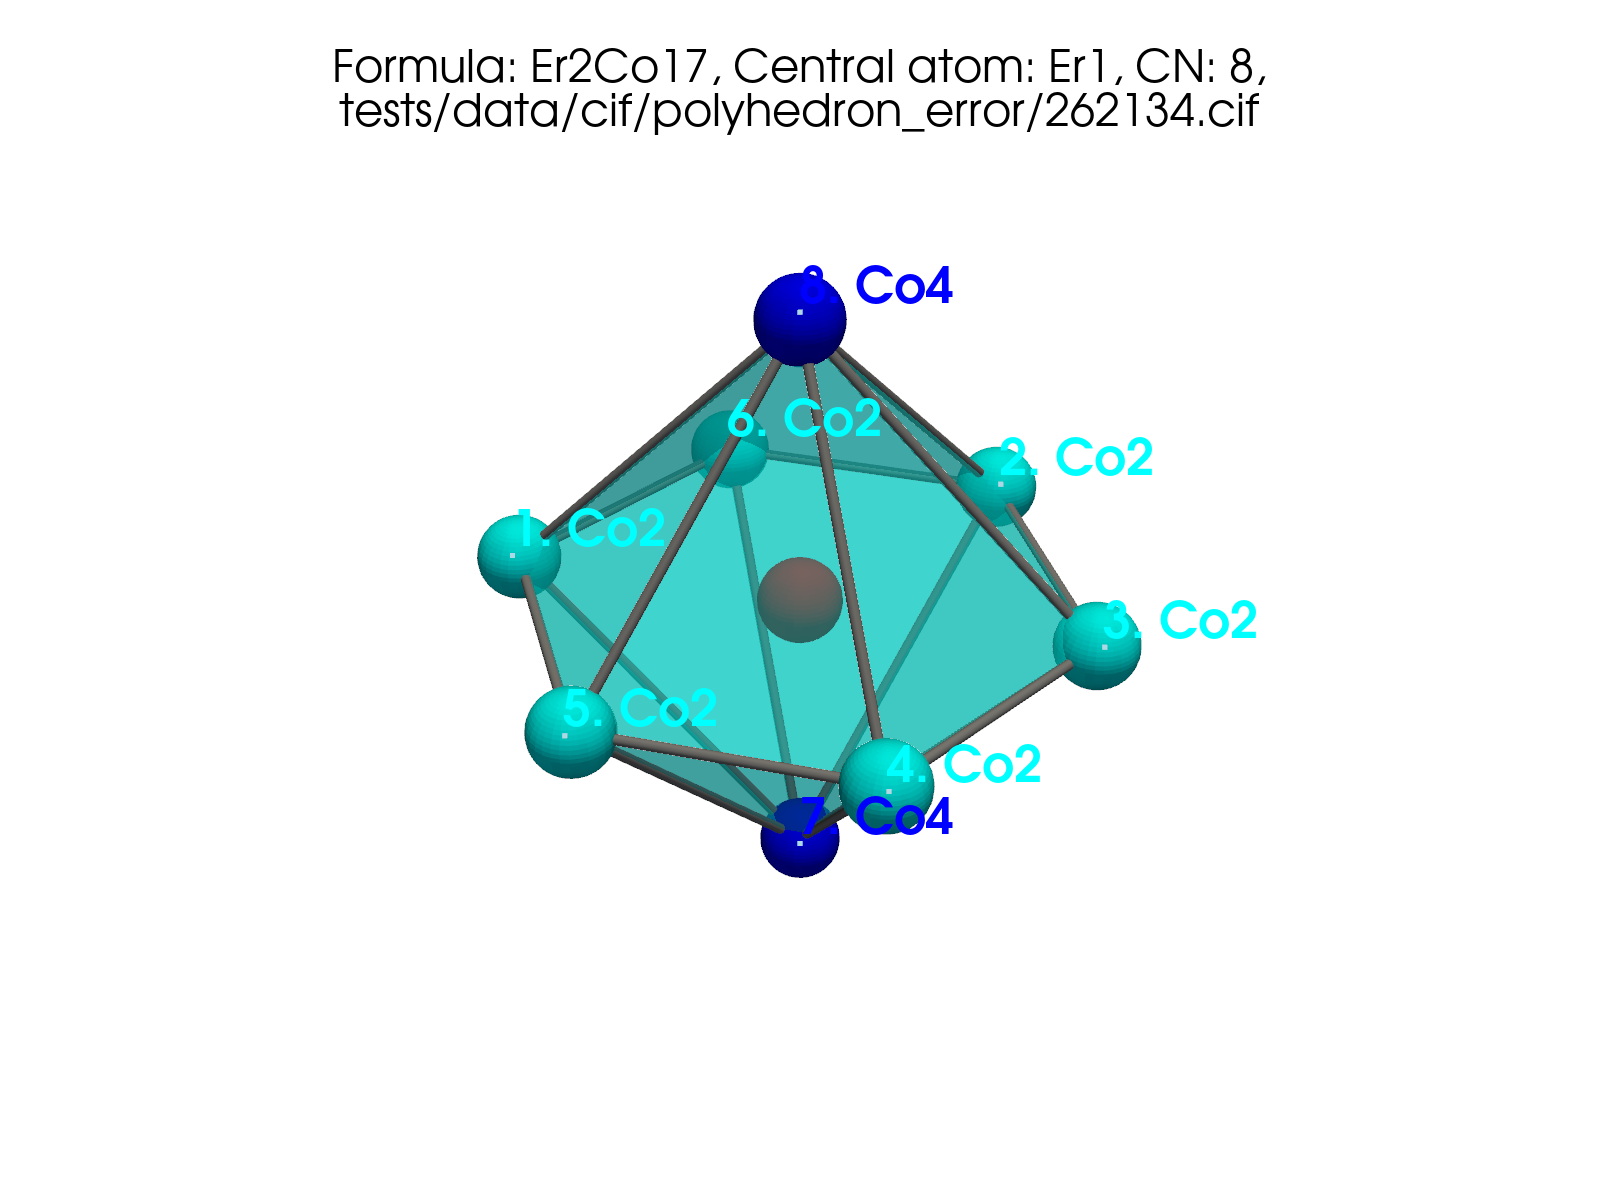 Formula: Er2Co17, Central atom: Er1, CN: 8,
tests/data/cif/polyhedron_error/262134.cif
8. Co4
6. Co2
2. Co2
1. Co2
3. Co2
5. Co2
4. Co2
7. Co4